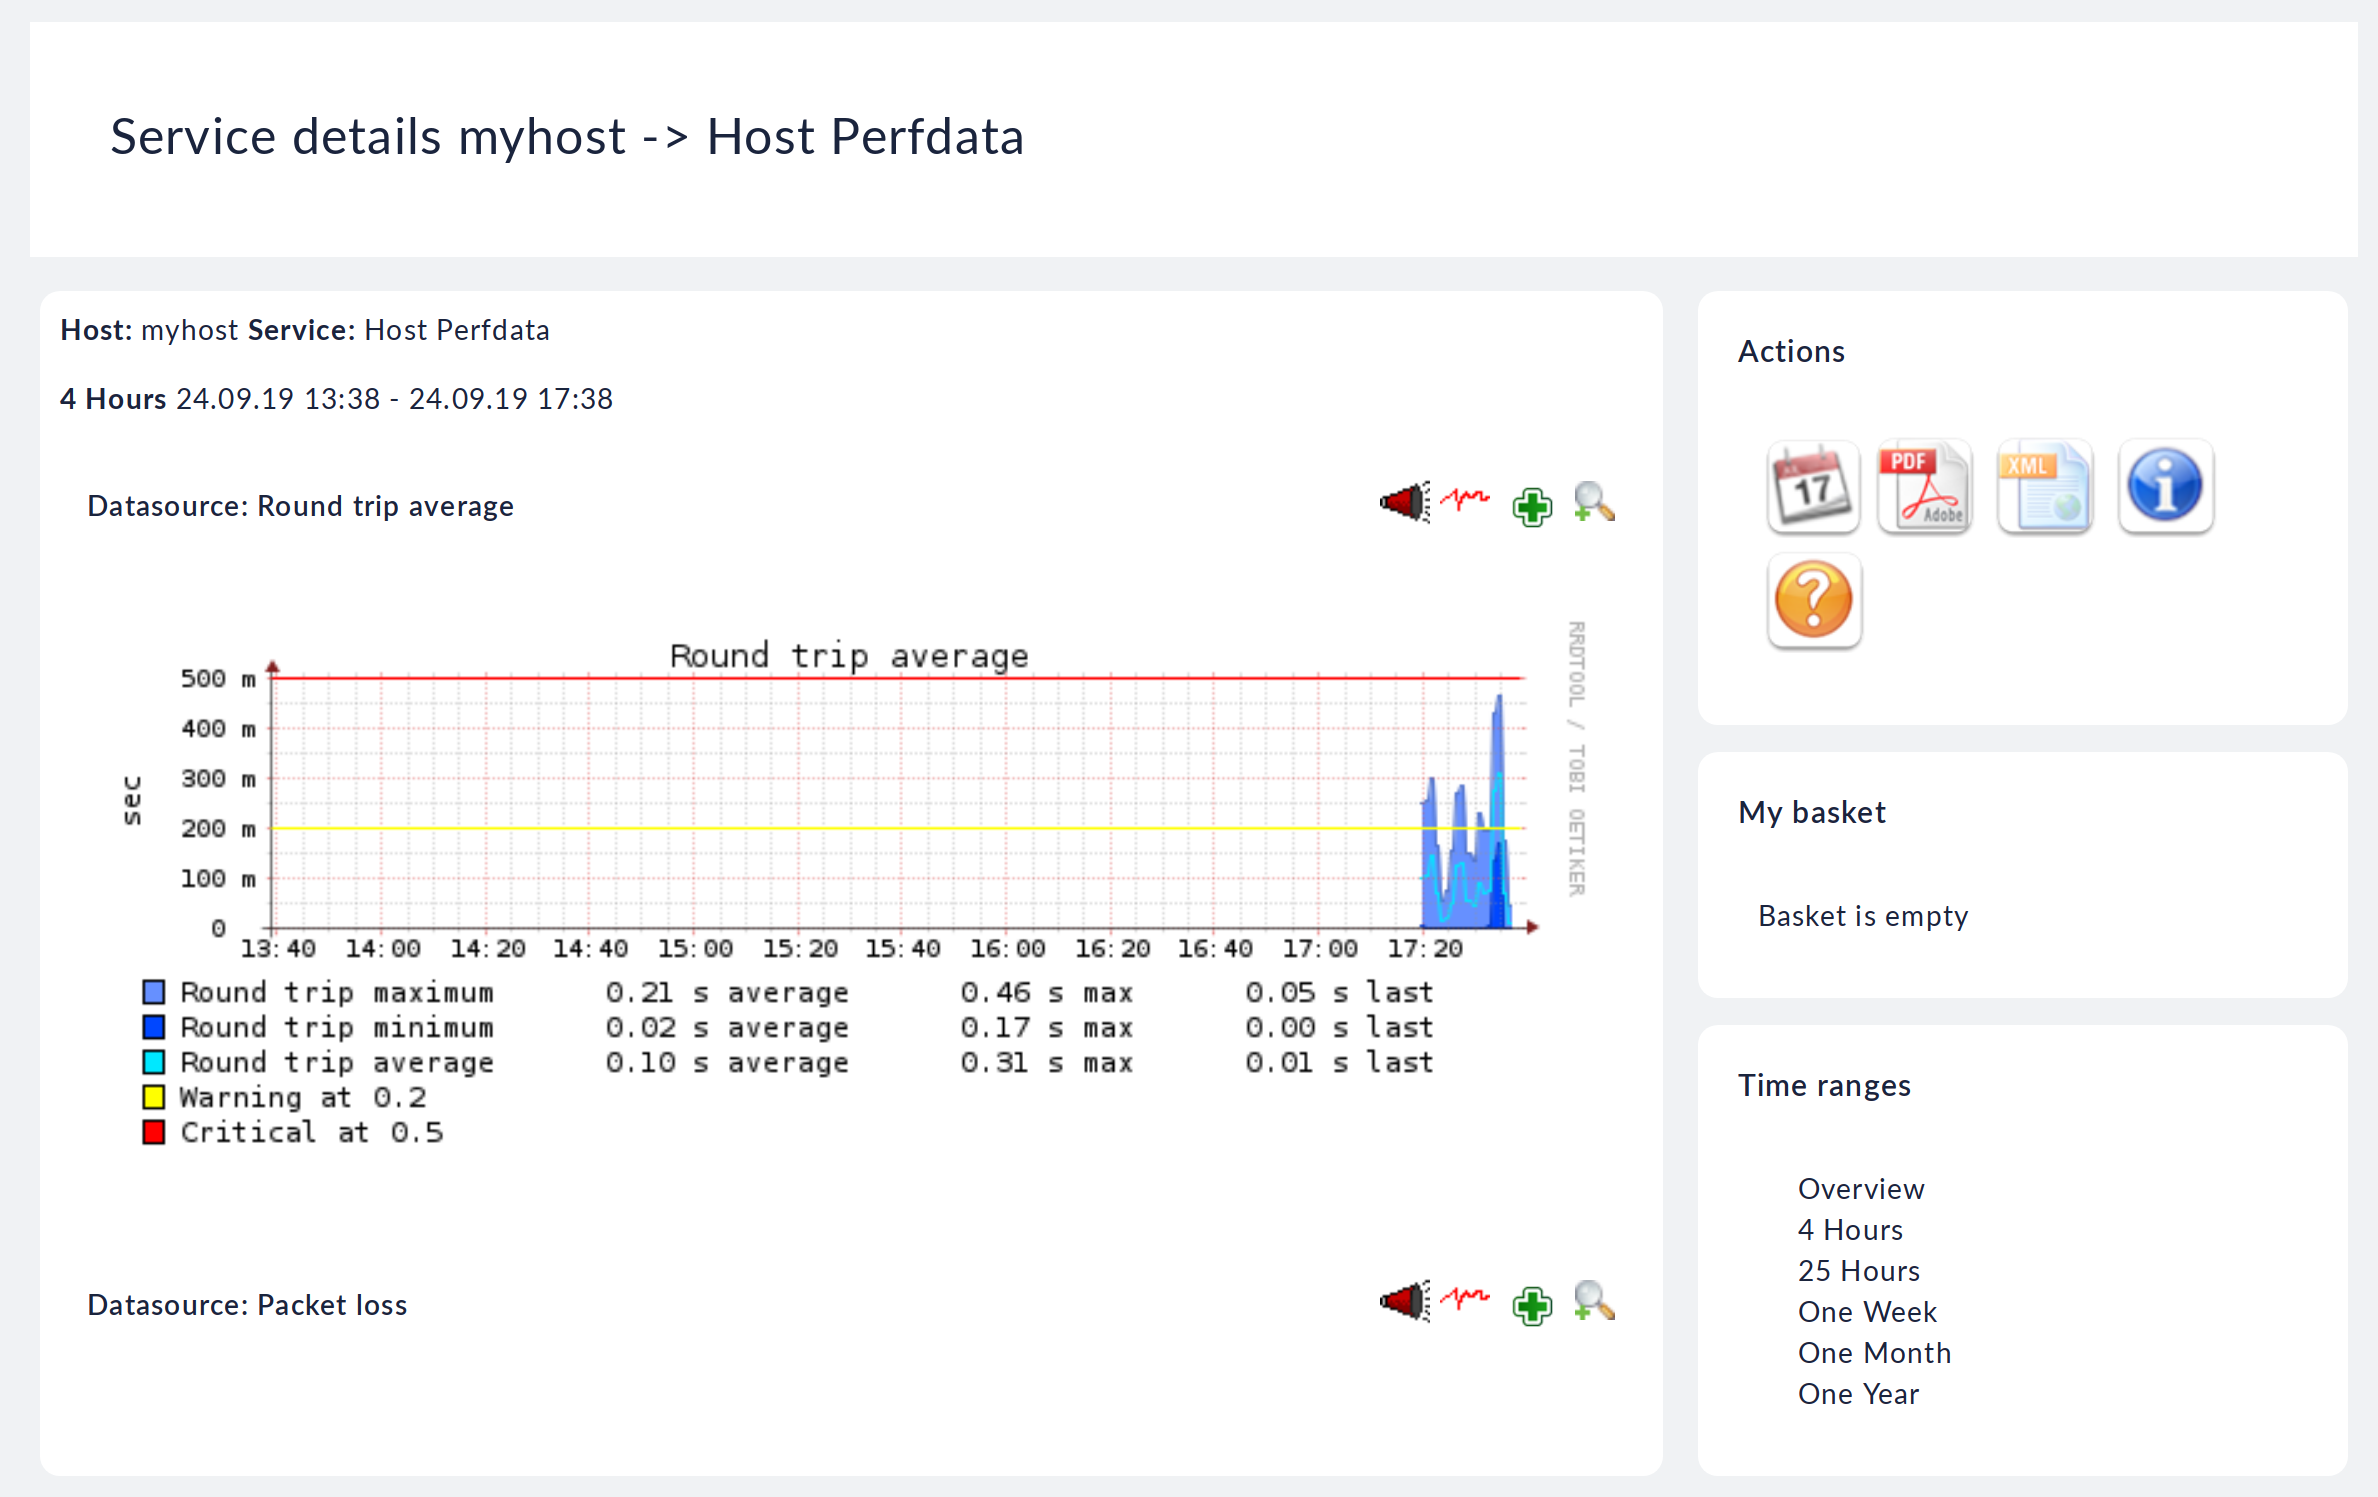 Service details myhost -> Host Perfdata
Host: myhost Service: Host Perfdata
4 Hours 24.09.19 13:38 - 24.09.19 17:38
Datasource: Round trip average
Round trip average
RRDTOOL / TOBI OETIKER
sec
500 m
400 m
300 m
200 m
100 m
0
13:40 14:00 14:20 14:40 15:00 15:20 15:40 16:00 16:20 16:40 17:00 17:20
Round trip maximum 0.21 s average 0.46 s max 0.05 s last
Round trip minimum 0.02 s average 0.17 s max 0.00 s last
Round trip average 0.10 s average 0.31 s max 0.01 s last
Warning at 0.2
Critical at 0.5
Datasource: Packet loss
Actions
17
PDF
Adobe
XML
i
?
My basket
Basket is empty
Time ranges
Overview
4 Hours
25 Hours
One Week
One Month
One Year